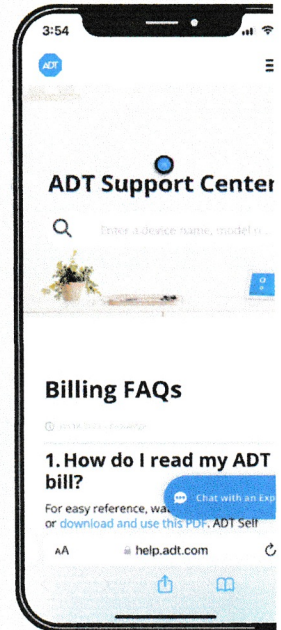 3:54
ADT
ADT Support Center
Enter a device name, model n...
Billing FAQs
1. How do I read my ADT
bill?
Chat with an Exp
For easy reference, wa
or download and use this PDF. ADT Self
AA help.adt.com